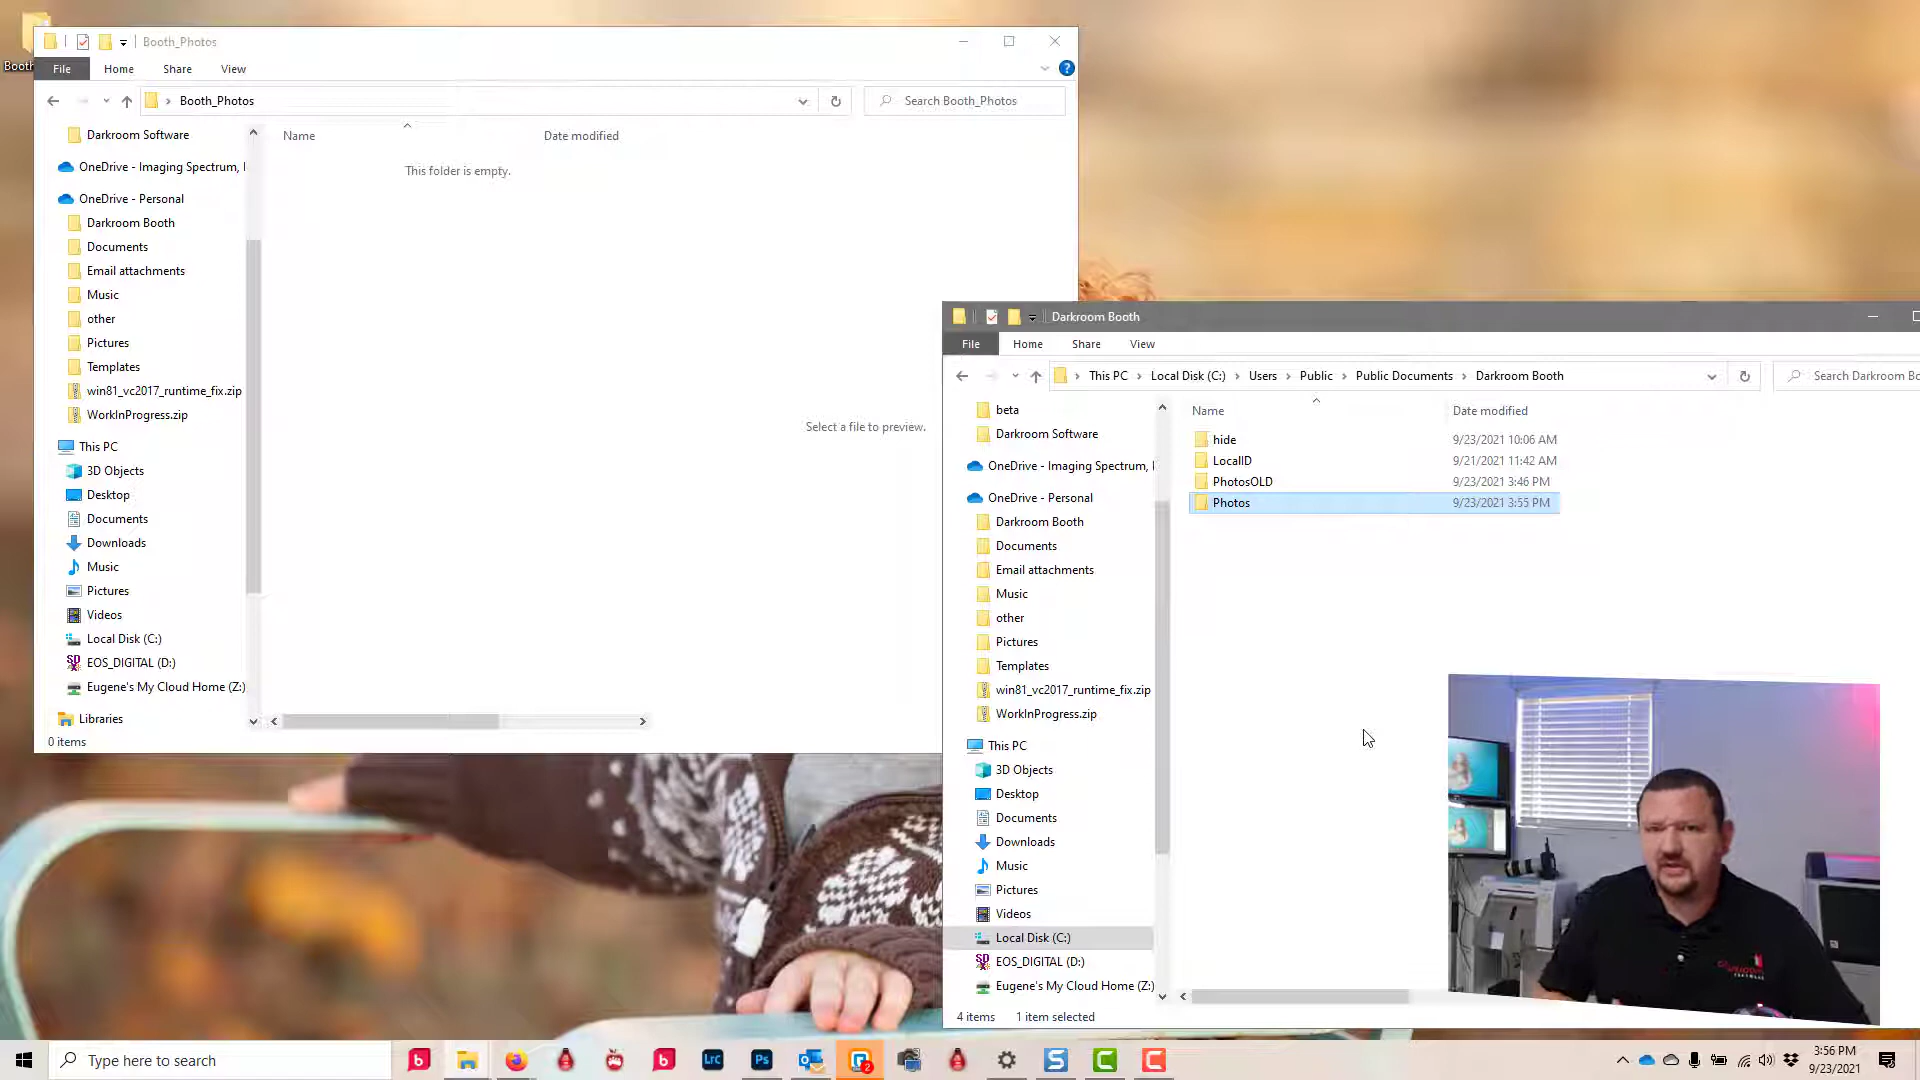 Booth
Booth_Photos
File Home Share View
Booth_Photos
Search Booth_Photos
Name Date modified
This folder is empty.
Select a file to preview.
Darkroom Software
OneDrive - Imaging Spectrum, I
OneDrive - Personal
Darkroom Booth
Documents
Email attachments
Music
other
Pictures
Templates
win81_vc2017_runtime_fix.zip
WorkInProgress.zip
This PC
3D Objects
Desktop
Documents
Downloads
Music
Pictures
Videos
Local Disk (C:)
EOS_DIGITAL (D:)
Eugene's My Cloud Home (Z:)
Libraries
0 items
Darkroom Booth
File Home Share View
This PC Local Disk (C:) Users Public Public Documents Darkroom Booth
Search Darkroom Bo
Name Date modified
hide 9/23/2021 10:06 AM
LocalID 9/21/2021 11:42 AM
PhotosOLD 9/23/2021 3:46 PM
Photos 9/23/2021 3:55 PM
beta
Darkroom Software
OneDrive - Imaging Spectrum, I
OneDrive - Personal
Darkroom Booth
Documents
Email attachments
Music
other
Pictures
Templates
win81_vc2017_runtime_fix.zip
WorkInProgress.zip
This PC
3D Objects
Desktop
Documents
Downloads
Music
Pictures
Videos
Local Disk (C:)
EOS_DIGITAL (D:)
Eugene's My Cloud Home (Z:)
4 items 1 item selected
Type here to search
Lrc
Ps
2
3:56 PM
9/23/2021